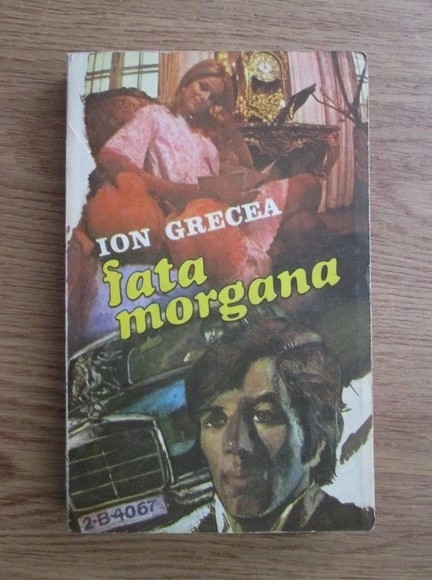 ION GRECEA
fata
morgana
2-B-4067